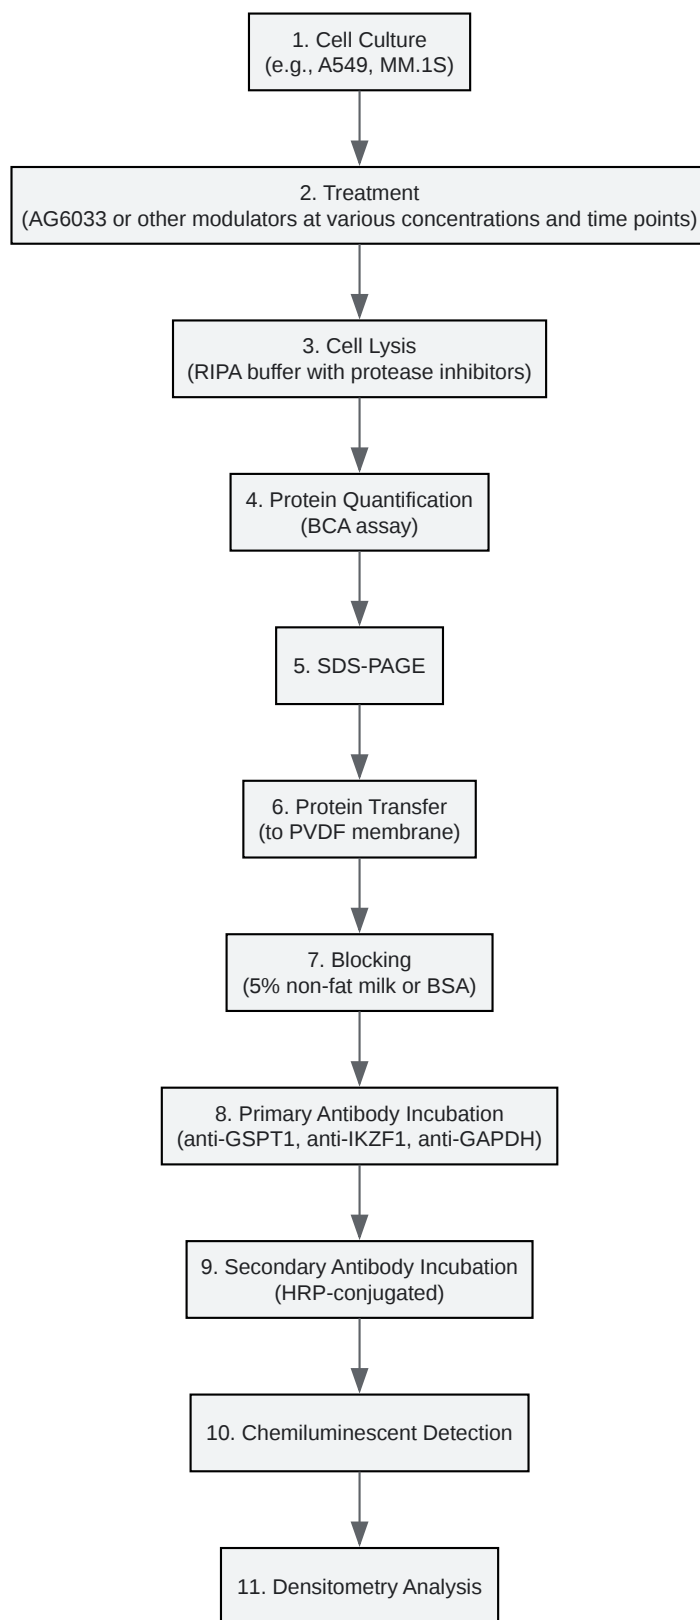 1. Cell Culture
(e.g., A549, MM.1S)
2. Treatment
(AG6033 or other modulators at various concentrations and time points)
3. Cell Lysis
(RIPA buffer with protease inhibitors)
4. Protein Quantification
(BCA assay)
5. SDS-PAGE
6. Protein Transfer
(to PVDF membrane)
7. Blocking
(5% non-fat milk or BSA)
8. Primary Antibody Incubation
(anti-GSPT1, anti-IKZF1, anti-GAPDH)
9. Secondary Antibody Incubation
(HRP-conjugated)
10. Chemiluminescent Detection
11. Densitometry Analysis